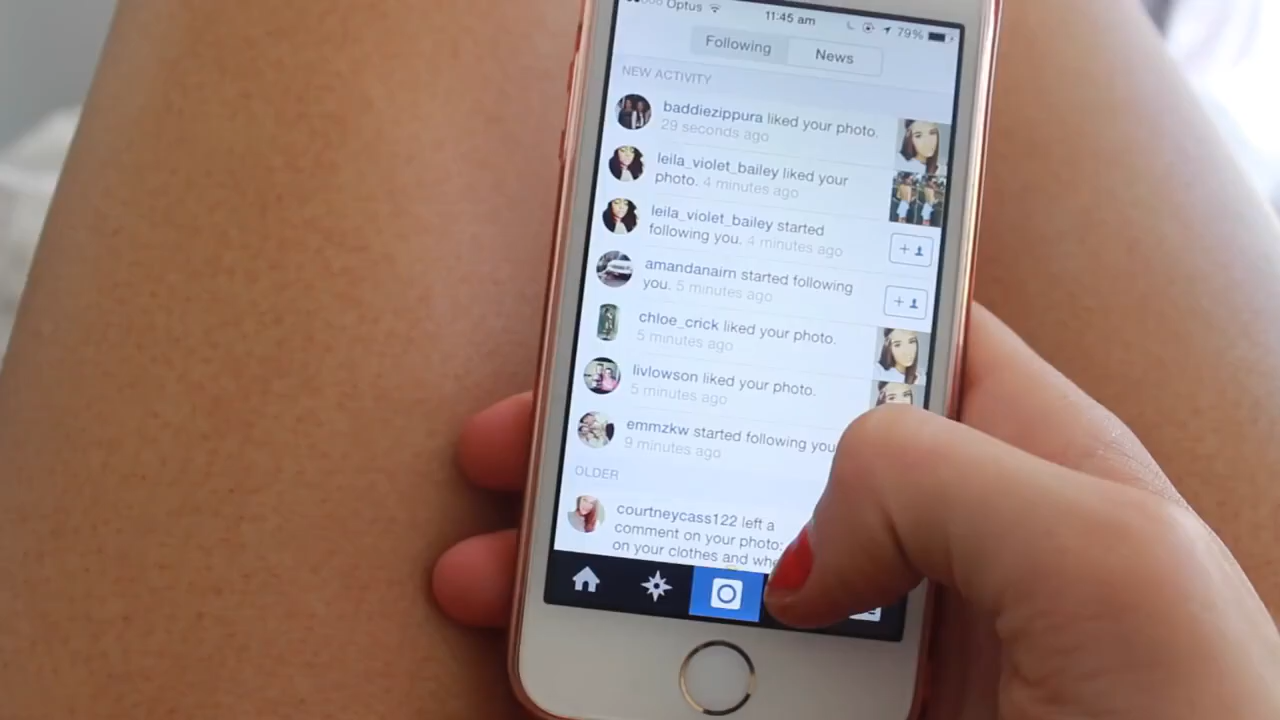 Optus 11:45 am 79%
Following News
NEW ACTIVITY
baddiezippura liked your photo.
29 seconds ago
leila_violet_bailey liked your
photo. 4 minutes ago
leila_violet_bailey started
following you. 4 minutes ago
amandanairn started following
you. 5 minutes ago
chloe_crick liked your photo.
5 minutes ago
livlowson liked your photo.
5 minutes ago
emmzkw started following you
9 minutes ago
OLDER
courtneycass122 left a
comment on your photo:
on your clothes and